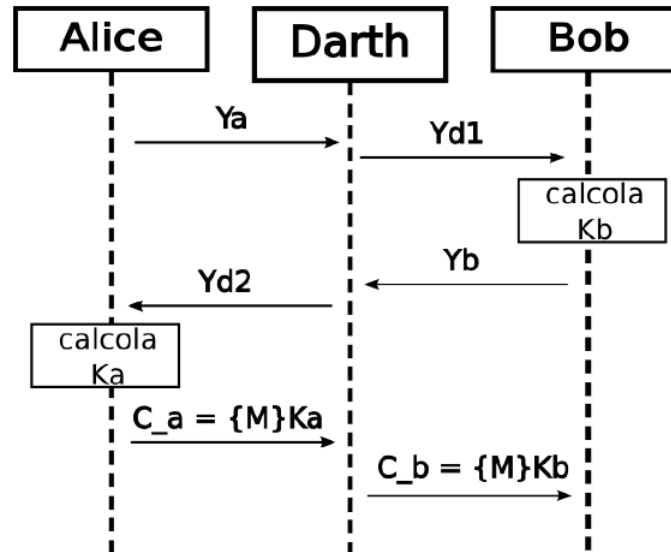 Alice
Darth
Bob
Ya
Yd1
calcola
Kb
Yb
Yd2
calcola
Ka
C_a = {M}Ka
C_b = {M}Kb